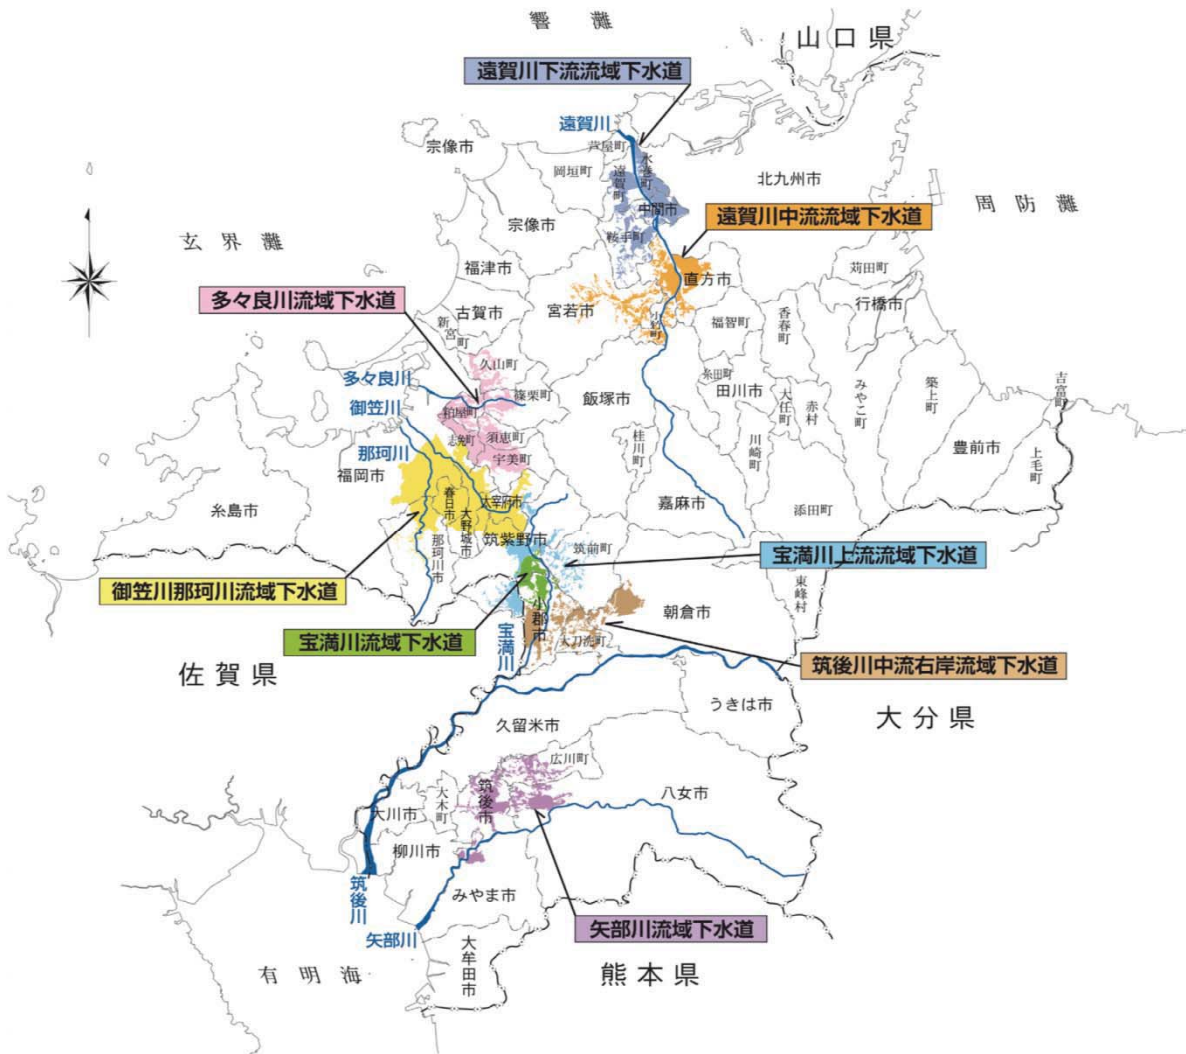 響灘
山口県
遠賀川下流流域下水道
遠賀川
芦屋町
水巻町
宗像市
岡垣町
遠賀町
北九州市
中間市
周防灘
遠賀川中流流域下水道
宗像市
鞍手町
玄界灘
福津市
直方市
苅田町
多々良川流域下水道
古賀市
宮若市
行橋市
新宮町
小竹町
福智町
香春町
久山町
多々良川
篠栗町
糸田町
田川市
みやこ町
築上町
吉富町
御笠川
粕屋町
飯塚市
大任町
赤村
那珂川
志免町
須恵町
宇美町
桂川町
川崎町
豊前市
上毛町
福岡市
糸島市
春日市
大野城市
太宰府市
嘉麻市
添田町
那珂川市
筑紫野市
筑前町
宝満川上流流域下水道
御笠川那珂川流域下水道
東峰村
小郡市
朝倉市
宝満川流域下水道
宝満川
大刀洗町
佐賀県
筑後川中流右岸流域下水道
うきは市
大分県
久留米市
広川町
筑後市
八女市
大川市
大木町
柳川市
筑後川
みやま市
矢部川
矢部川流域下水道
大牟田市
有明海
熊本県